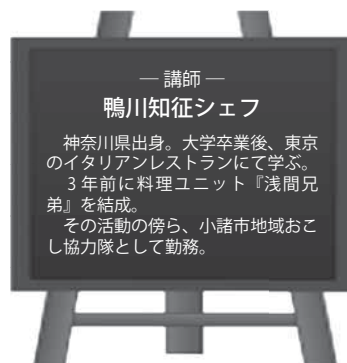 ― 講師 ―
鴨川知征シェフ
神奈川県出身。大学卒業後、東京
のイタリアンレストランにて学ぶ。
３年前に料理ユニット『浅間兄
弟』を結成。
その活動の傍ら、小諸市地域おこ
し協力隊として勤務。